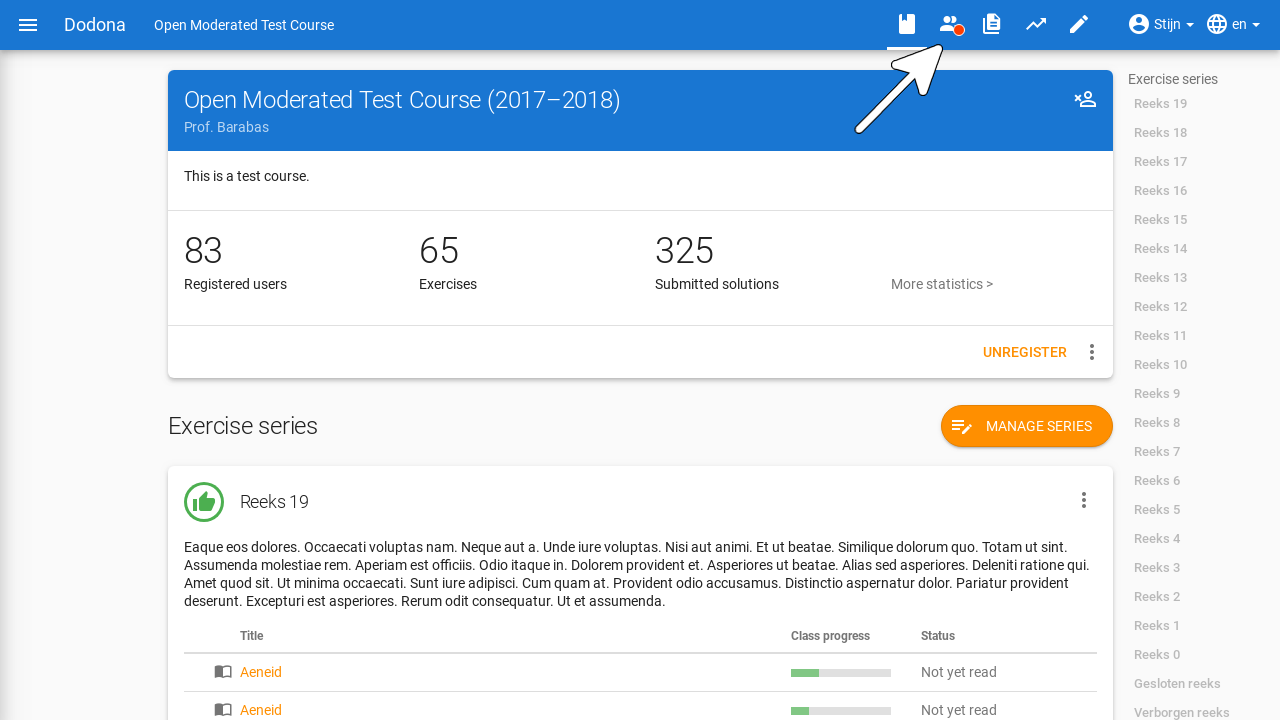 Dodona
Open Moderated Test Course
Stijn
en
Open Moderated Test Course (2017–2018)
Prof. Barabas
This is a test course.
83
65
325
Registered users
Exercises
Submitted solutions
More statistics >
UNREGISTER
Exercise series
MANAGE SERIES
Reeks 19
Eaque eos dolores. Occaecati voluptas nam. Neque aut a. Unde iure voluptas. Nisi aut animi. Et ut beatae. Similique dolorum quo. Totam ut sint.
Assumenda molestiae rem. Aperiam est officiis. Odio itaque in. Dolorem provident et. Asperiores ut beatae. Alias sed asperiores. Deleniti ratione qui.
Amet quod sit. Ut minima occaecati. Sunt iure adipisci. Cum quam at. Provident odio accusamus. Distinctio aspernatur dolor. Pariatur provident
deserunt. Excepturi est asperiores. Rerum odit consequatur. Ut et assumenda.
Title
Class progress
Status
Aeneid
Not yet read
Aeneid
Not yet read
Exercise series
Reeks 19
Reeks 18
Reeks 17
Reeks 16
Reeks 15
Reeks 14
Reeks 13
Reeks 12
Reeks 11
Reeks 10
Reeks 9
Reeks 8
Reeks 7
Reeks 6
Reeks 5
Reeks 4
Reeks 3
Reeks 2
Reeks 1
Reeks 0
Gesloten reeks
Verborgen reeks